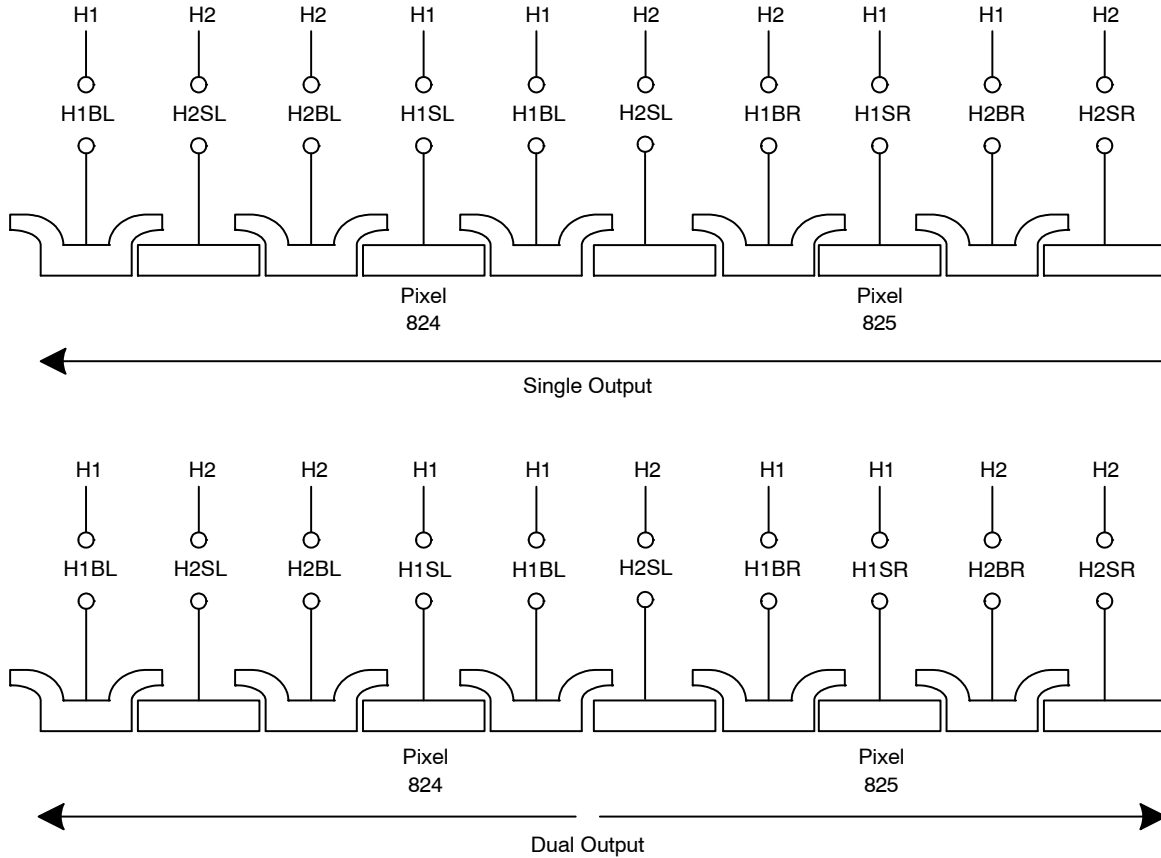 H1 H2 H2 H1 H1 H2 H2 H1 H1 H2
H1BL H2SL H2BL H1SL H1BL H2SL H1BR H1SR H2BR H2SR
Pixel Pixel
824 825
Single Output
H1 H2 H2 H1 H1 H2 H1 H1 H2 H2
H1BL H2SL H2BL H1SL H1BL H2SL H1BR H1SR H2BR H2SR
Pixel Pixel
824 825
Dual Output